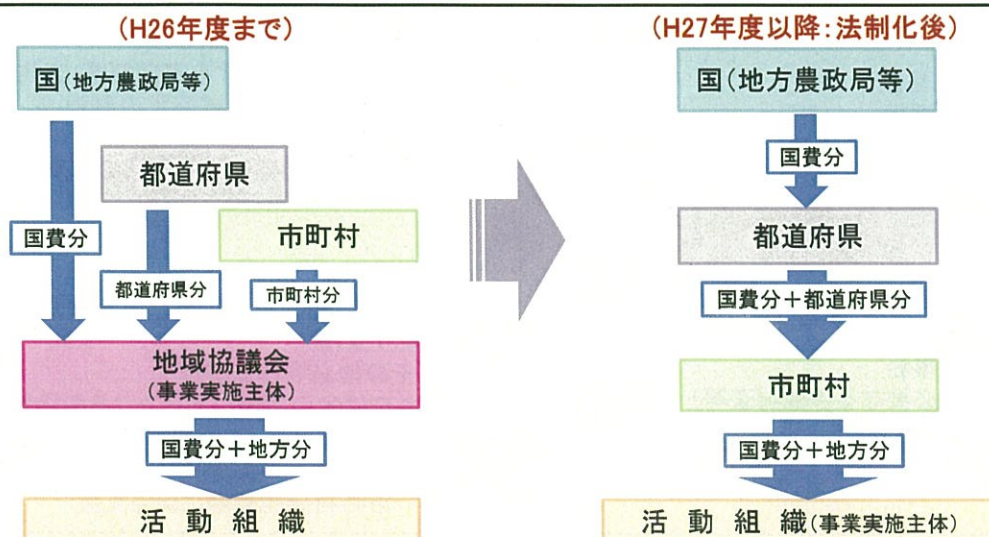 (H26年度まで)
国(地方農政局等)
都道府県
市町村
国費分
都道府県分
市町村分
地域協議会
(事業実施主体)
国費分+地方分
活動組織
(H27年度以降:法制化後)
国(地方農政局等)
国費分
都道府県
国費分+都道府県分
市町村
国費分+地方分
活動組織(事業実施主体)